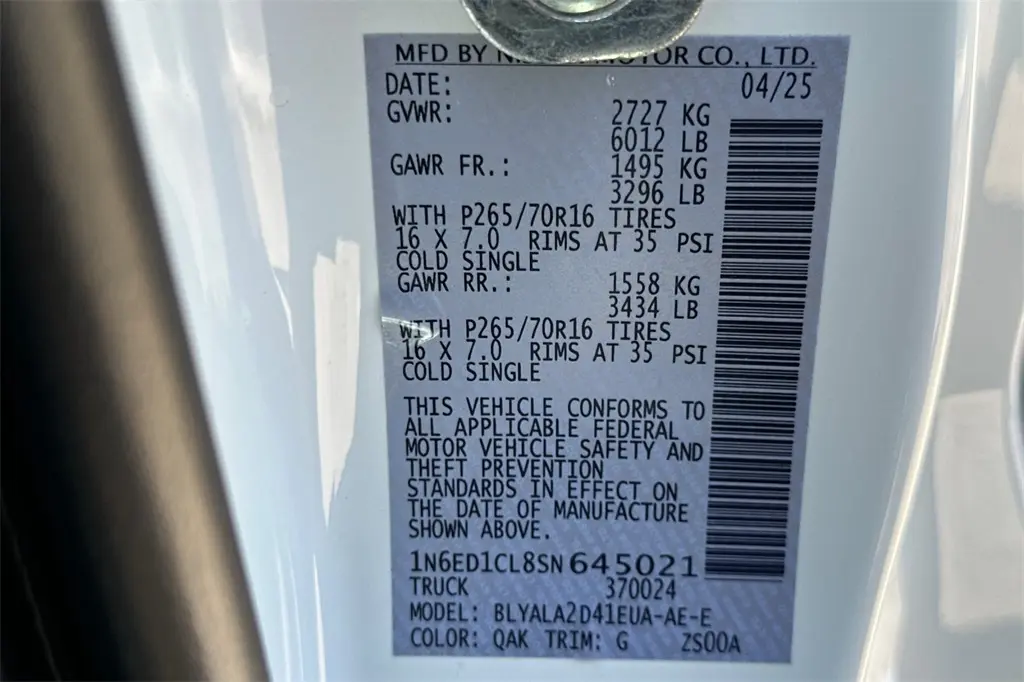 MFD BY MOTOR CO., LTD.
DATE: 04/25
GVWR: 2727 KG
6012 LB
GAWR FR.: 1495 KG
3296 LB
WITH P265/70R16 TIRES
16 X 7.0 RIMS AT 35 PSI
COLD SINGLE
GAWR RR.: 1558 KG
3434 LB
WITH P265/70R16 TIRES
16 X 7.0 RIMS AT 35 PSI
COLD SINGLE
THIS VEHICLE CONFORMS TO
ALL APPLICABLE FEDERAL
MOTOR VEHICLE SAFETY AND
THEFT PREVENTION
STANDARDS IN EFFECT ON
THE DATE OF MANUFACTURE
SHOWN ABOVE.
1N6ED1CL8SN645021
TRUCK 370024
MODEL: BLYALA2D41EUA-AE-E
COLOR: QAK TRIM: G ZS00A